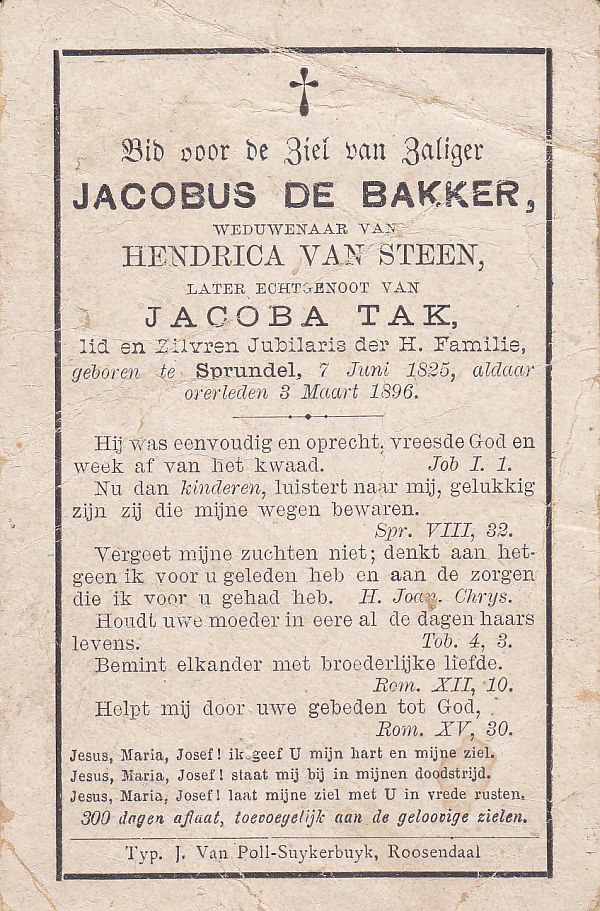 Bid voor de Ziel van Zaliger
JACOBUS DE BAKKER,
WEDUWENAAR VAN
HENDRICA VAN STEEN,
LATER ECHTGENOOT VAN
JACOBA TAK,
lid en Zilvren Jubilaris der H. Familie,
geboren te Sprundel, 7 Juni 1825, aldaar
orerleden 3 Maart 1896.
Hij was eenvoudig en oprecht, vreesde God en
week af van het kwaad. Job I. 1.
Nu dan kinderen, luistert naar mij, gelukkig
zijn zij die mijne wegen bewaren.
Spr. VIII, 32.
Vergeet mijne zuchten niet; denkt aan het-
geen ik voor u geleden heb en aan de zorgen
die ik voor u gehad heb. H. Joan. Chrys.
Houdt uwe moeder in eere al de dagen haars
levens. Tob. 4, 3.
Bemint elkander met broederlijke liefde.
Rom. XII, 10.
Helpt mij door uwe gebeden tot God,
Rom. XV, 30.
Jesus, Maria, Josef! ik geef U mijn hart en mijne ziel.
Jesus, Maria, Josef! staat mij bij in mijnen doodstrijd.
Jesus, Maria, Josef! laat mijne ziel met U in vrede rusten.
300 dagen aflaat, toevoegelijk aan de geloovige zielen.
Typ. J. Van Poll-Suykerbuyk, Roosendaal